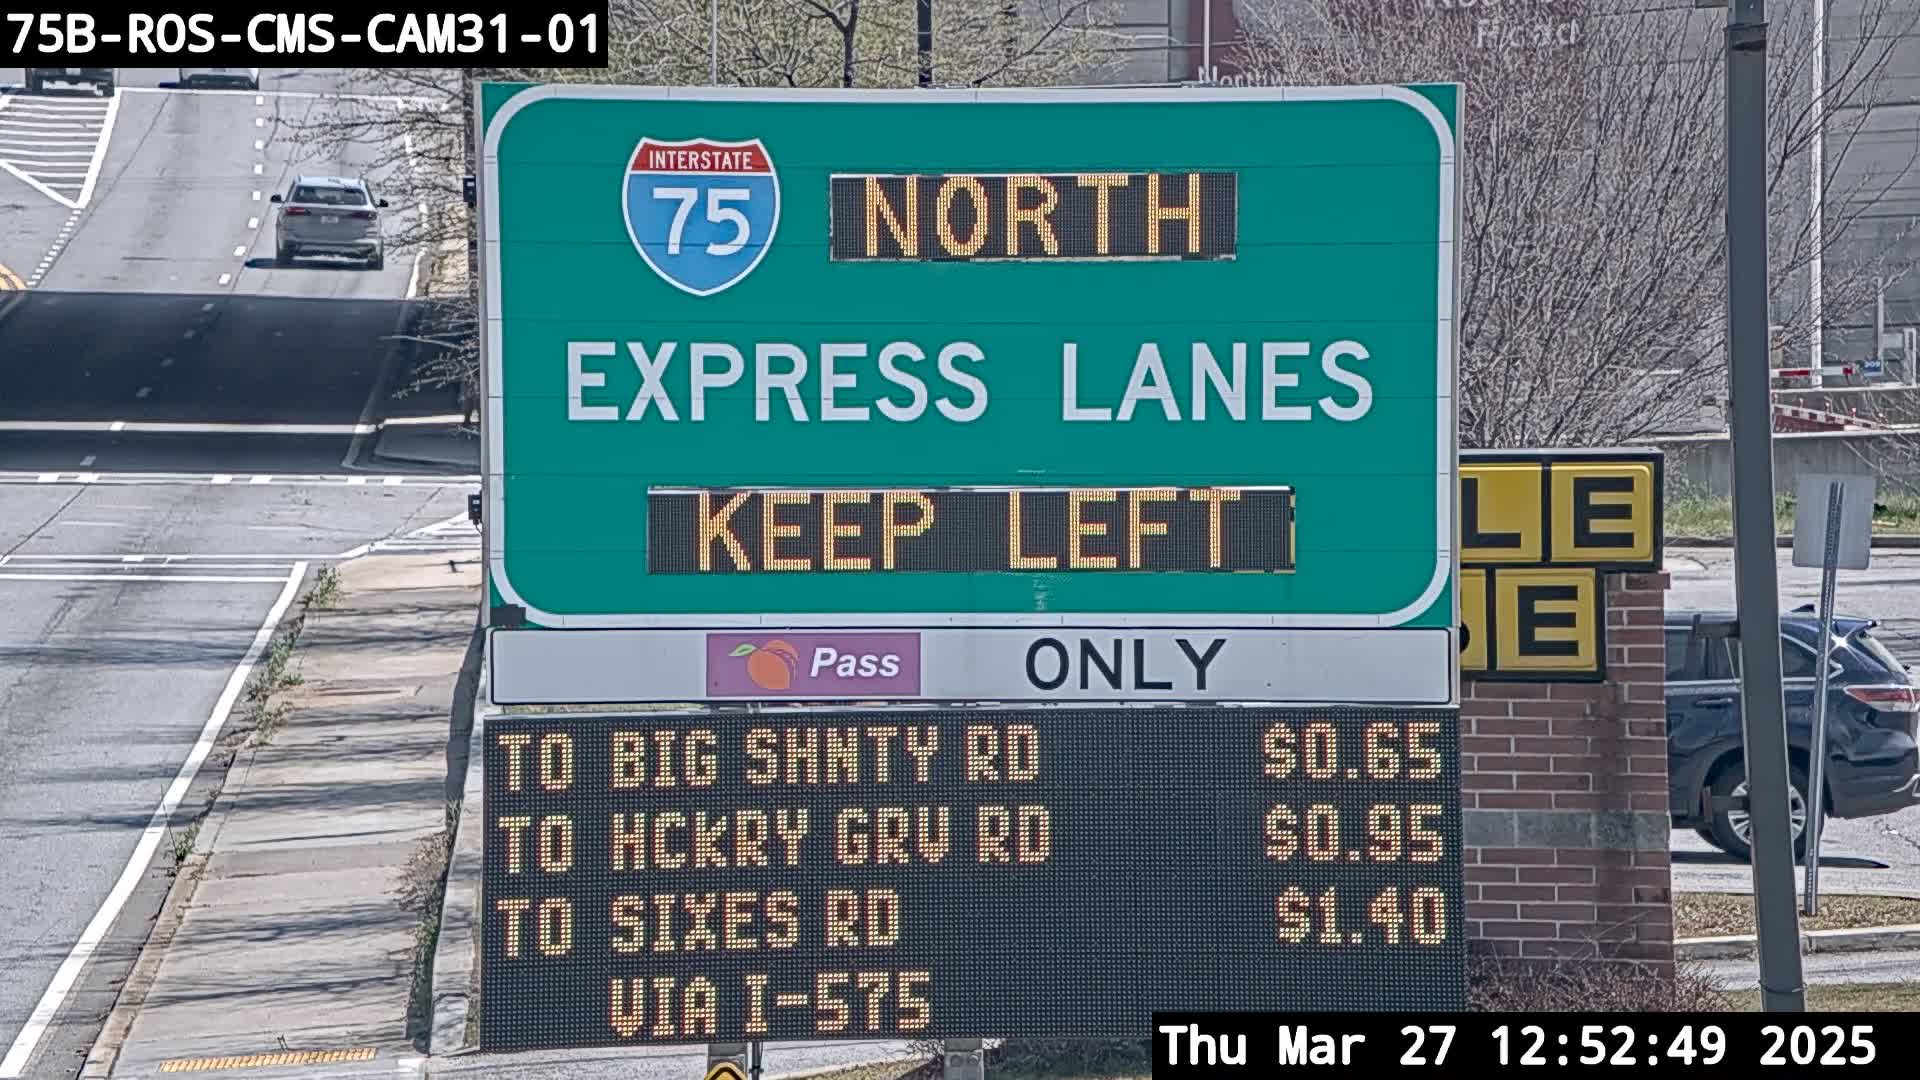 75B-ROS-CMS-CAM31-01
INTERSTATE
75
NORTH
EXPRESS LANES
KEEP LEFT
LE
E
Pass ONLY
TO BIG SHNTY RD $0.65
TO HCKRY GRV RD $0.95
TO SIXES RD $1.40
VIA I-575
Thu Mar 27 12:52:49 2025